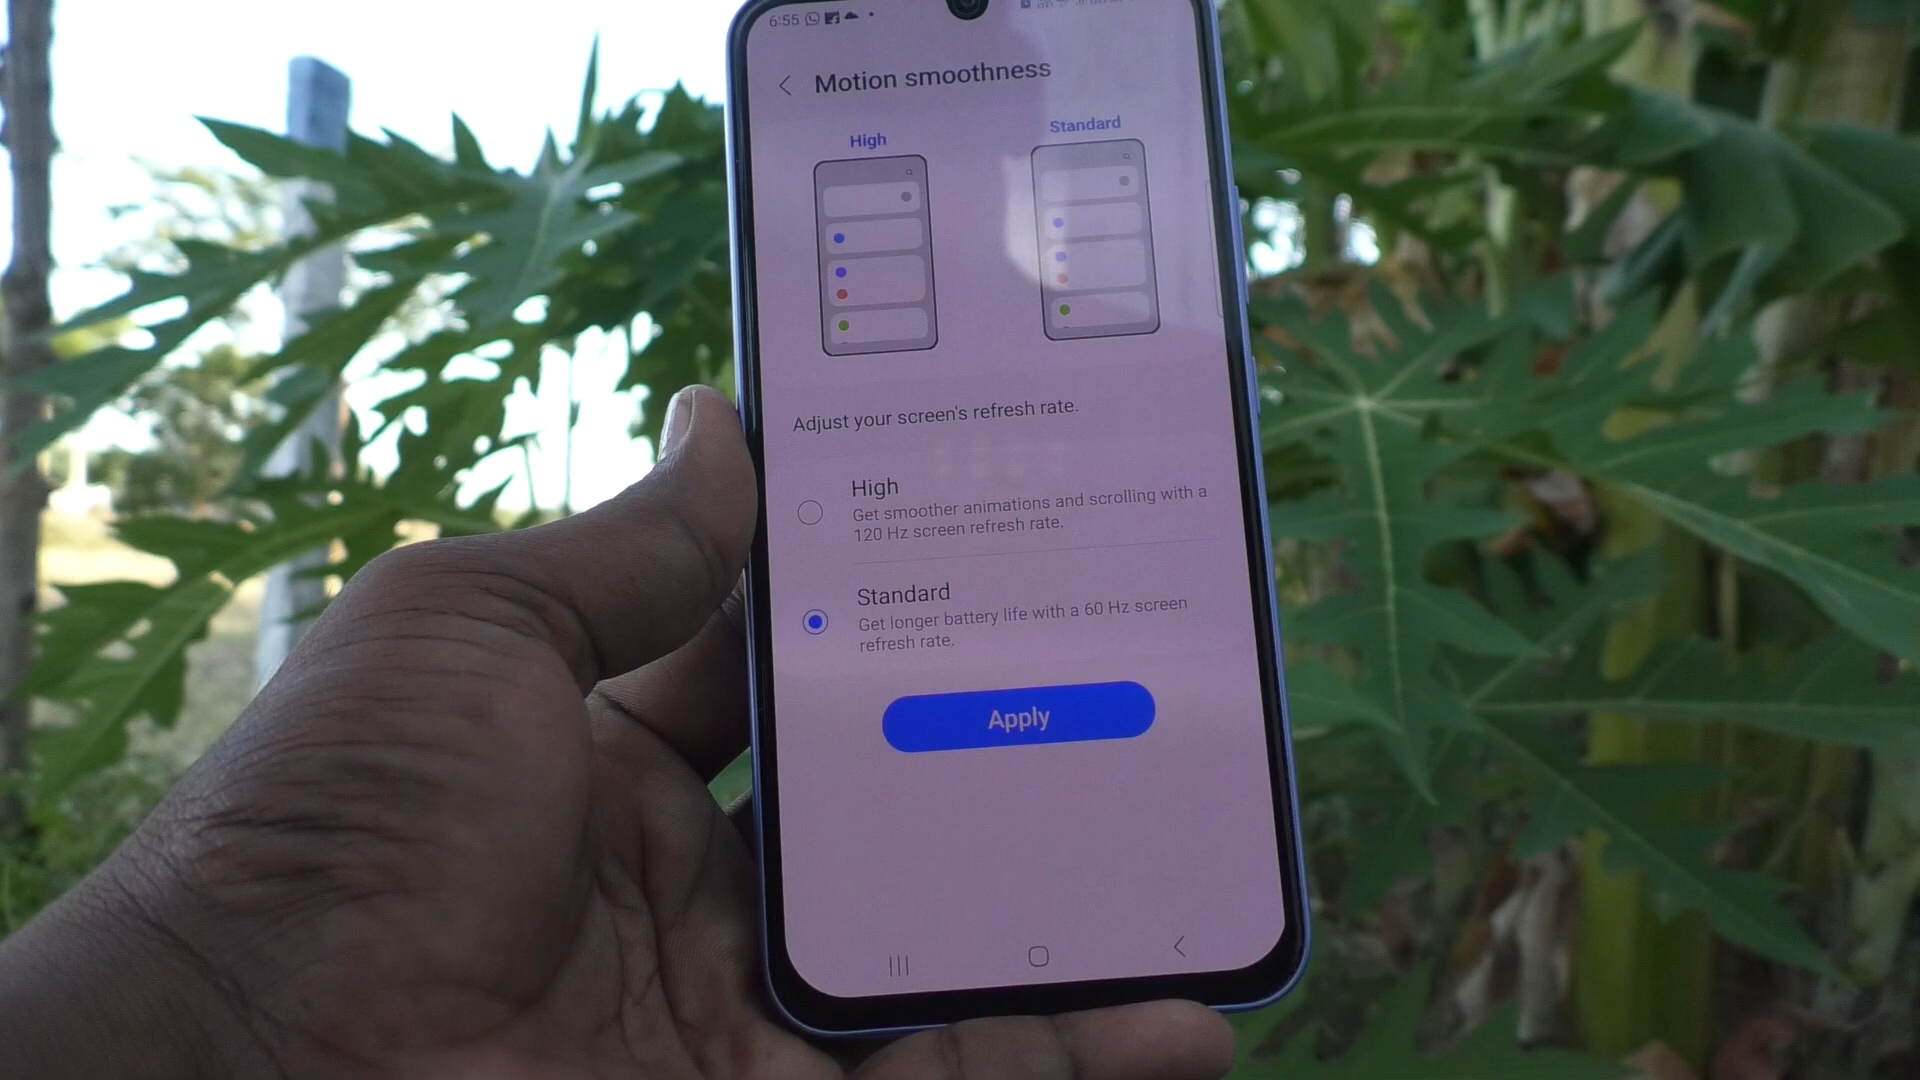 6:55
Motion smoothness
High
Standard
Adjust your screen's refresh rate.
High
Get smoother animations and scrolling with a
120 Hz screen refresh rate.
Standard
Get longer battery life with a 60 Hz screen
refresh rate.
Apply